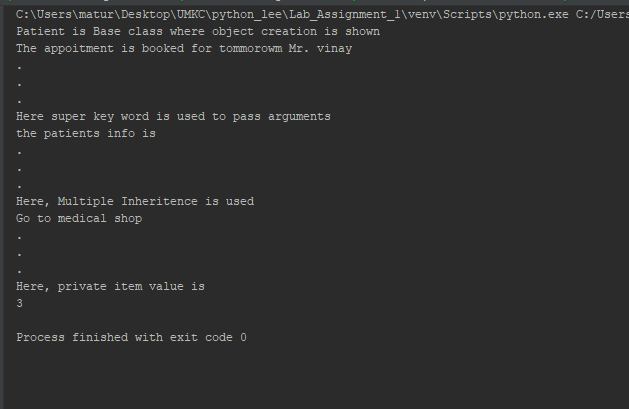 C:\Users\matur\Desktop\UMKC\python_lee\Lab_Assignment_1\venv\Scripts\python.exe C:/Users
Patient is Base class where object creation is shown
The appoitment is booked for tommorowm Mr. vinay
.
.
.
Here super key word is used to pass arguments
the patients info is
.
.
.
Here, Multiple Inheritence is used
Go to medical shop
.
.
.
Here, private item value is
3
Process finished with exit code 0